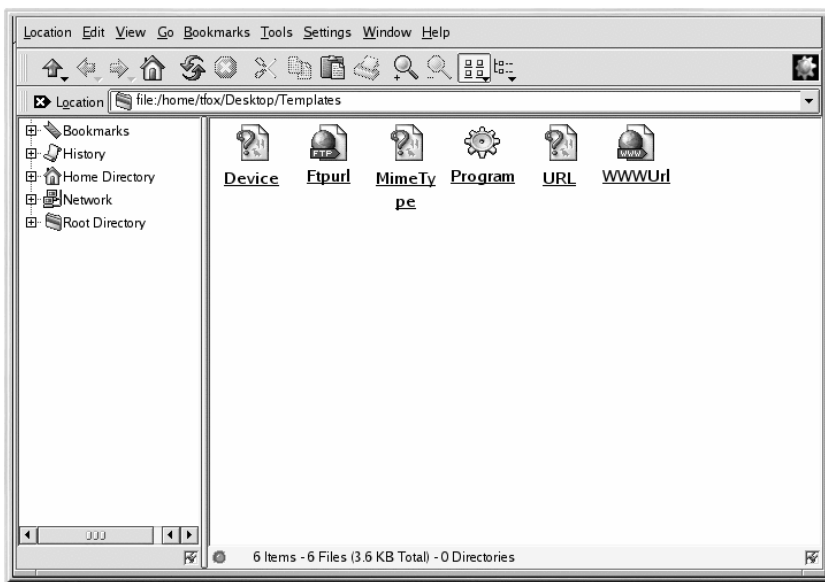 Location Edit View Go Bookmarks Tools Settings Window Help
Location file:/home/tfox/Desktop/Templates
Bookmarks
History
Home Directory
Network
Root Directory
Device Ftpurl MimeTy Program URL WWWUrl
pe
FTP WWW
6 Items - 6 Files (3.6 KB Total) - 0 Directories